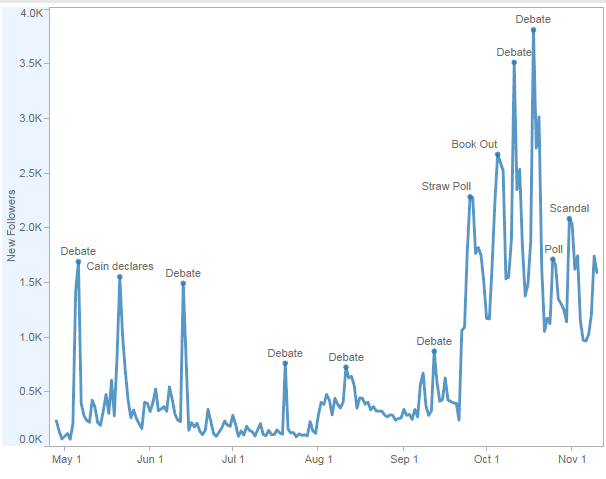 4.0K
Debate
Debate
3.5K
3.0K
Book Out
2.5K
Straw Poll
Scandal
2.0K
New Followers
Debate
Poll
Cain declares
Debate
1.5K
1.0K
Debate
Debate
Debate
0.5K
0.0K
May 1 Jun 1 Jul 1 Aug 1 Sep 1 Oct 1 Nov 1